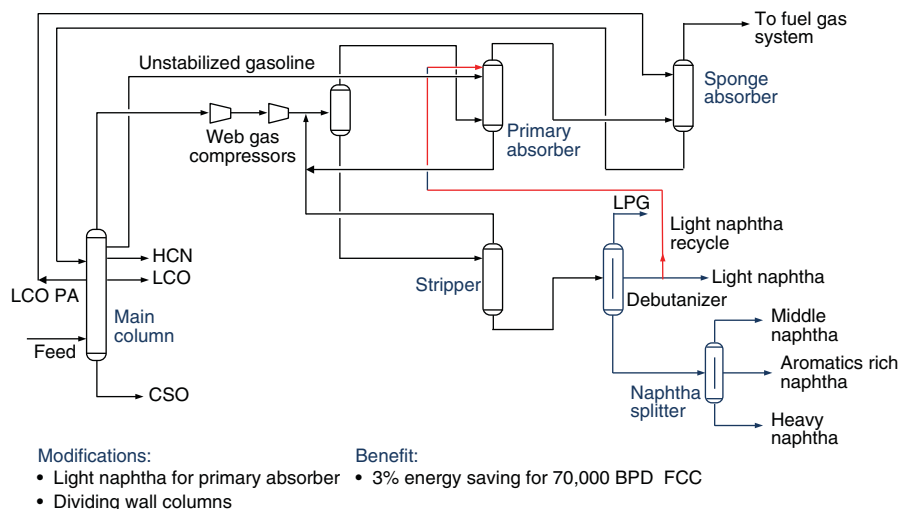 To fuel gas
system
Unstabilized gasoline
Sponge
absorber
Web gas
compressors
Primary
absorber
LPG
Light naphtha
recycle
HCN
LCO
LCO PA
Stripper
Light naphtha
Debutanizer
Main
column
Feed
Middle
naphtha
Aromatics rich
naphtha
Naphtha
splitter
CSO
Heavy
naphtha
Modifications:
• Light naphtha for primary absorber
• Dividing wall columns
Benefit:
• 3% energy saving for 70,000 BPD FCC